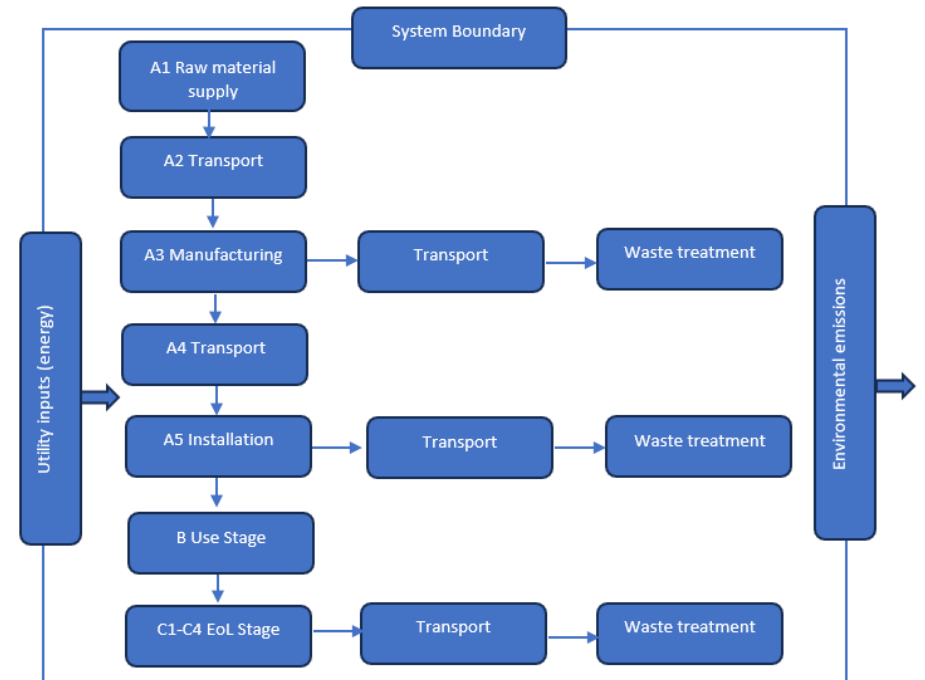 System Boundary
A1 Raw material
supply
A2 Transport
A3 Manufacturing
Transport
Waste treatment
A4 Transport
A5 Installation
Transport
Waste treatment
B Use Stage
C1-C4 EoL Stage
Transport
Waste treatment
Utility inputs (energy)
Environmental emissions